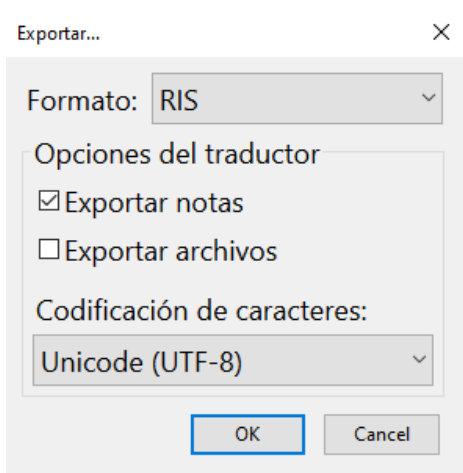 Exportar...
Formato: RIS
Opciones del traductor
Exportar notas
Exportar archivos
Codificación de caracteres:
Unicode (UTF-8)
OK Cancel